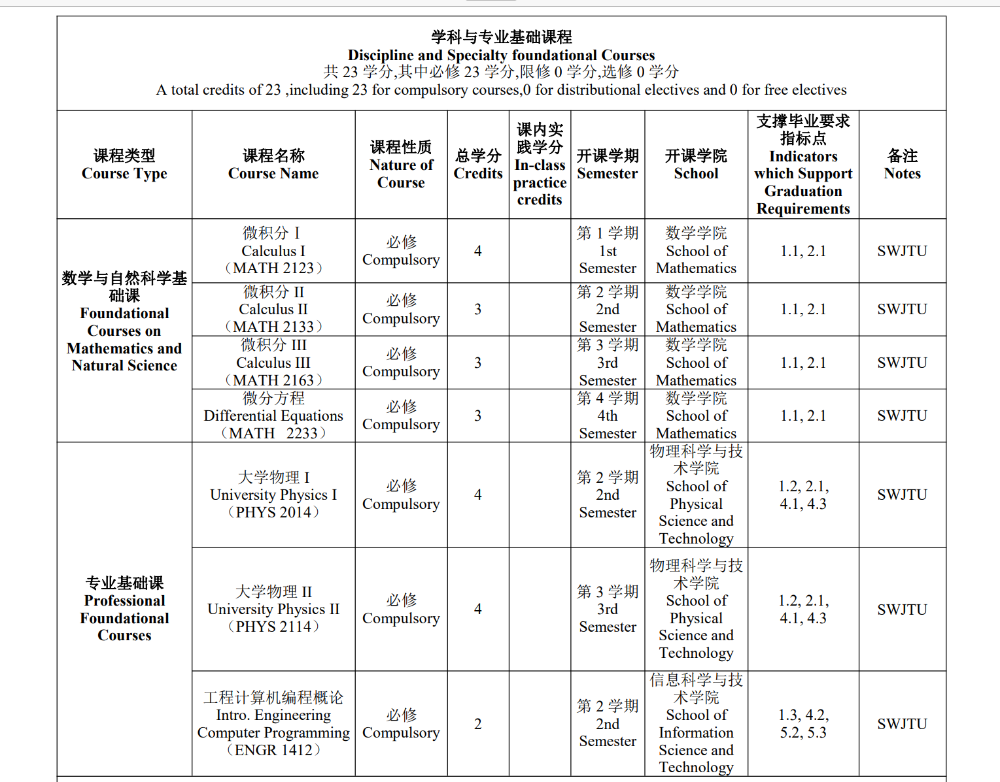 学科与专业基础课程
Discipline and Specialty foundational Courses
共 23 学分,其中必修 23 学分,限修 0 学分,选修 0 学分
A total credits of 23 ,including 23 for compulsory courses,0 for distributional electives and 0 for free electives
课程类型
Course Type
课程名称
Course Name
课程性质
Nature of
Course
总学分
Credits
课内实
践学分
In-class
practice
credits
开课学期
Semester
开课学院
School
支撑毕业要求
指标点
Indicators
which Support
Graduation
Requirements
备注
Notes
数学与自然科学基
础课
Foundational
Courses on
Mathematics and
Natural Science
微积分 I
Calculus I
（MATH 2123）
必修
Compulsory
4
第 1 学期
1st
Semester
数学学院
School of
Mathematics
1.1, 2.1
SWJTU
微积分 II
Calculus II
（MATH 2133）
必修
Compulsory
3
第 2 学期
2nd
Semester
数学学院
School of
Mathematics
1.1, 2.1
SWJTU
微积分 III
Calculus III
（MATH 2163）
必修
Compulsory
3
第 3 学期
3rd
Semester
数学学院
School of
Mathematics
1.1, 2.1
SWJTU
微分方程
Differential Equations
（MATH 2233）
必修
Compulsory
3
第 4 学期
4th
Semester
数学学院
School of
Mathematics
1.1, 2.1
SWJTU
专业基础课
Professional
Foundational
Courses
大学物理 I
University Physics I
（PHYS 2014）
必修
Compulsory
4
第 2 学期
2nd
Semester
物理科学与技
术学院
School of
Physical
Science and
Technology
1.2, 2.1,
4.1, 4.3
SWJTU
大学物理 II
University Physics II
（PHYS 2114）
必修
Compulsory
4
第 3 学期
3rd
Semester
物理科学与技
术学院
School of
Physical
Science and
Technology
1.2, 2.1,
4.1, 4.3
SWJTU
工程计算机编程概论
Intro. Engineering
Computer Programming
（ENGR 1412）
必修
Compulsory
2
第 2 学期
2nd
Semester
信息科学与技
术学院
School of
Information
Science and
Technology
1.3, 4.2,
5.2, 5.3
SWJTU